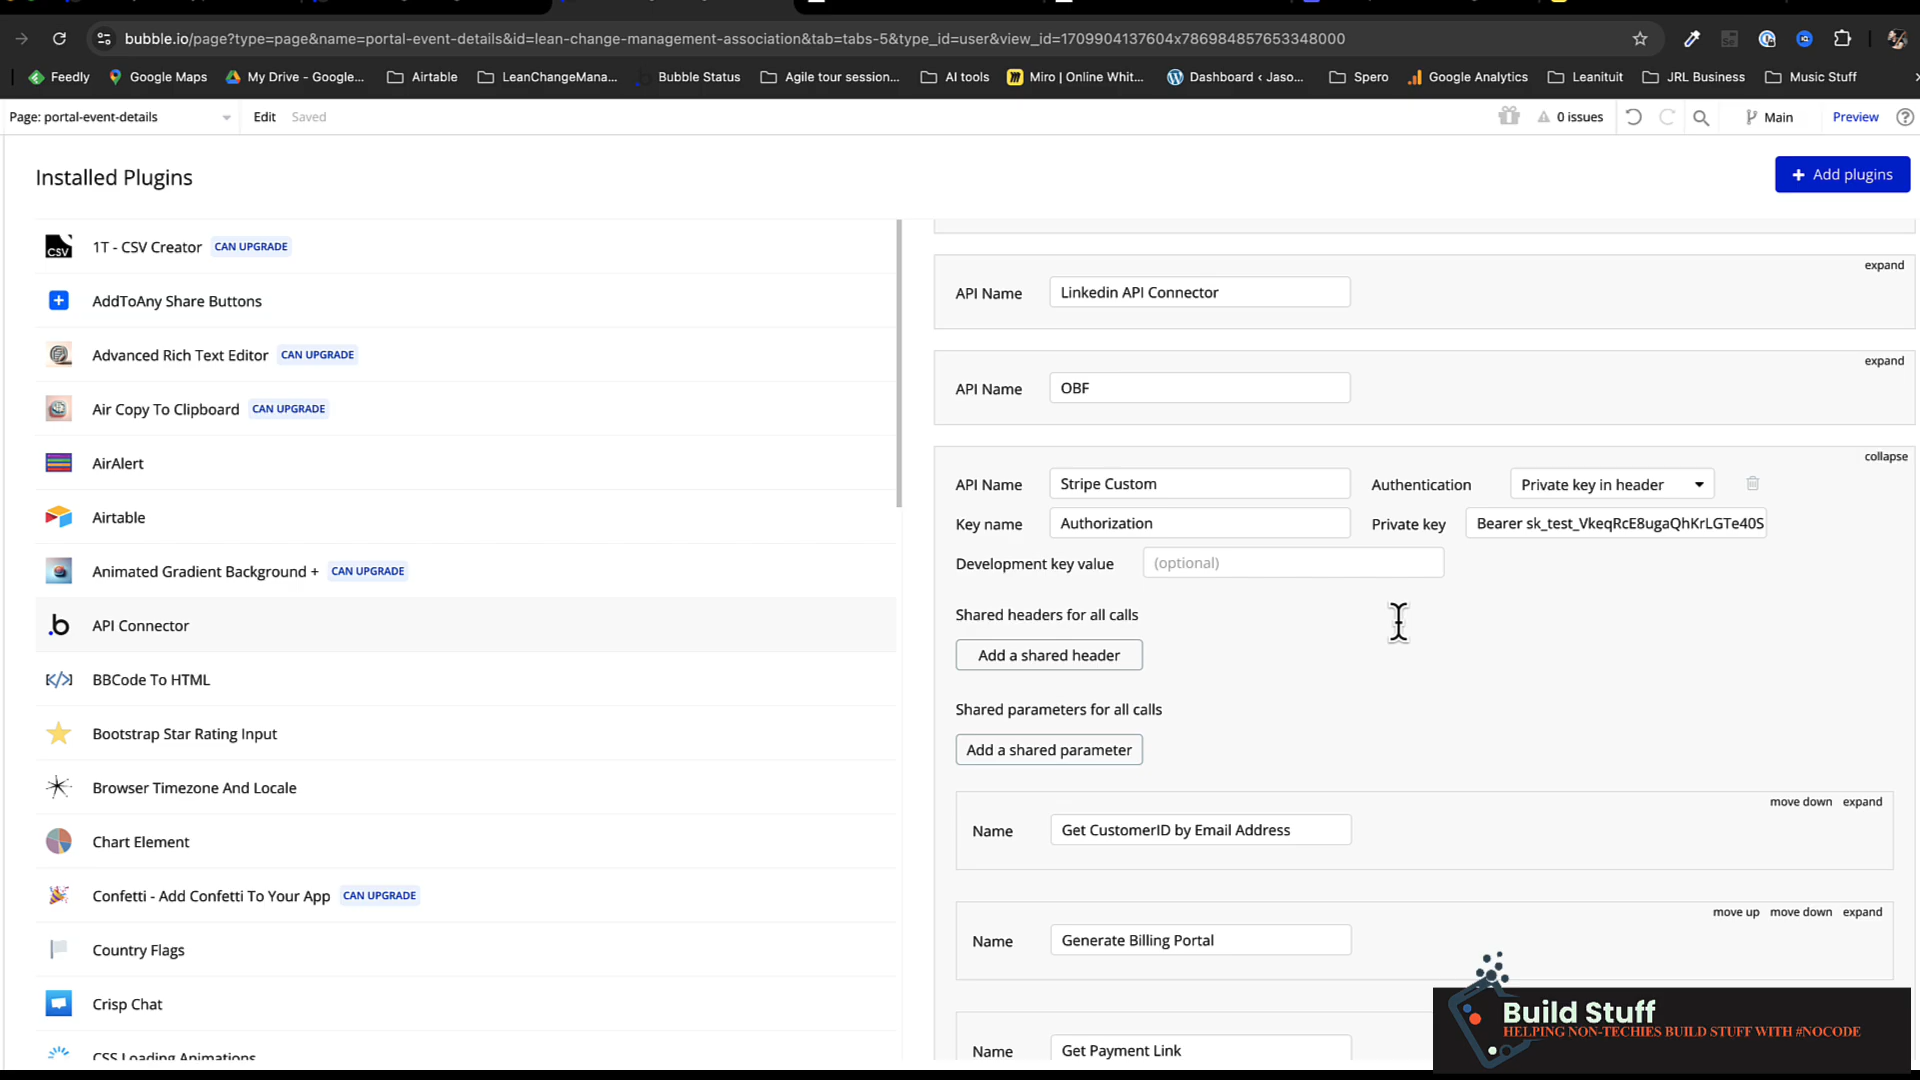 bubble.io/page?type=page&name=portal-event-details&id=lean-change-management-association&tab=tabs-5&type_id=user&view_id=1709904137604x786984857653348000
Feedly Google Maps My Drive - Google... Airtable LeanChangeMana... Bubble Status Agile tour session... AI tools Miro | Online Whit... Dashboard ‹ Jaso... Spero Google Analytics Leanituit JRL Business Music Stuff
Page: portal-event-details Edit Saved 0 issues Main Preview
Installed Plugins
+ Add plugins
1T - CSV Creator CAN UPGRADE
AddToAny Share Buttons
Advanced Rich Text Editor CAN UPGRADE
Air Copy To Clipboard CAN UPGRADE
AirAlert
Airtable
Animated Gradient Background + CAN UPGRADE
API Connector
BBCode To HTML
Bootstrap Star Rating Input
Browser Timezone And Locale
Chart Element
Confetti - Add Confetti To Your App CAN UPGRADE
Country Flags
Crisp Chat
CSS Loading Animations
expand
API Name Linkedin API Connector
expand
API Name OBF
collapse
API Name Stripe Custom Authentication Private key in header
Key name Authorization Private key Bearer sk_test_VkeqRcE8ugaQhKrLGTe40S
Development key value (optional)
Shared headers for all calls
Add a shared header
Shared parameters for all calls
Add a shared parameter
move down expand
Name Get CustomerID by Email Address
move up move down expand
Name Generate Billing Portal
Name Get Payment Link
Build Stuff
HELPING NON-TECHIES BUILD STUFF WITH #NOCODE